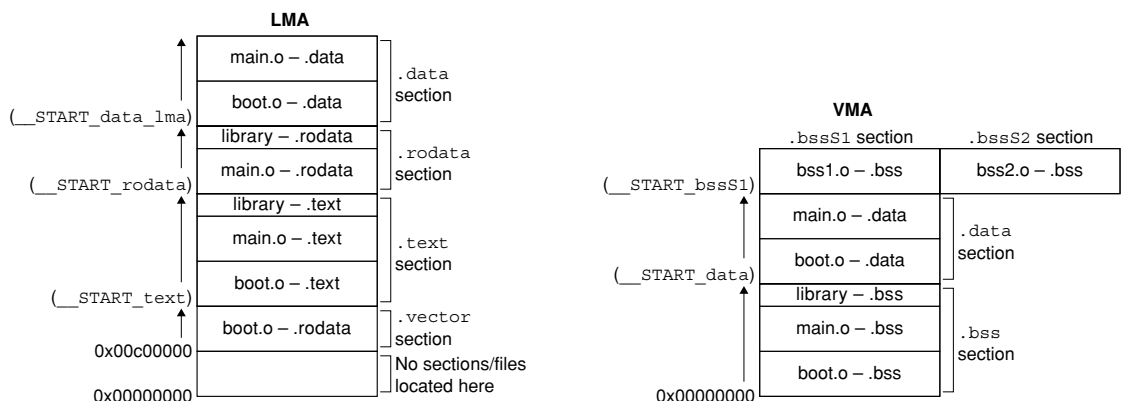 LMA
main.o – .data
.data
section
boot.o – .data
(__START_data_lma)
library – .rodata
.rodata
section
main.o – .rodata
(__START_rodata)
library – .text
main.o – .text
.text
section
boot.o – .text
(__START_text)
boot.o – .rodata
.vector
section
0x00c00000
No sections/files
located here
0x00000000
VMA
.bssS1 section .bssS2 section
bss1.o – .bss bss2.o – .bss
(__START_bssS1)
main.o – .data
.data
section
boot.o – .data
(__START_data)
library – .bss
main.o – .bss
.bss
section
boot.o – .bss
0x00000000